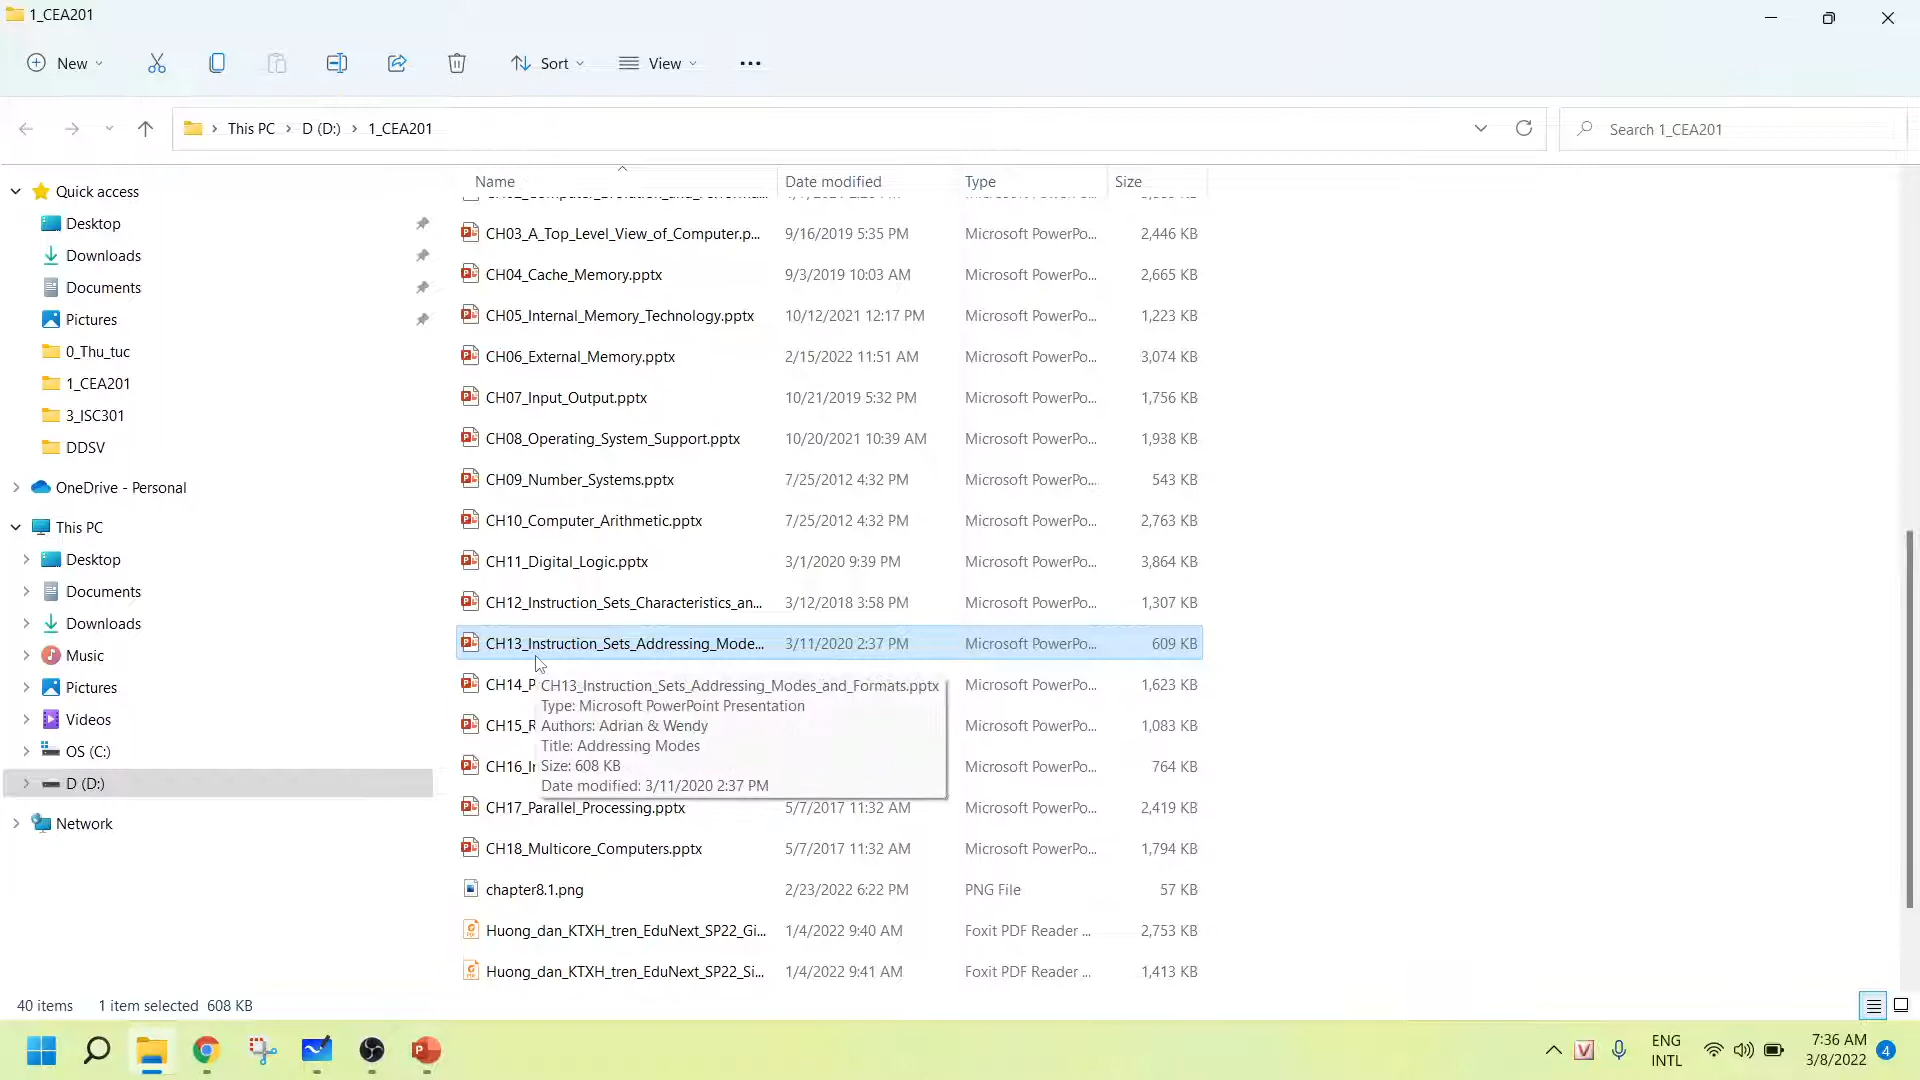 1_CEA201
New
Sort
View
This PC
D (D:)
1_CEA201
Search 1_CEA201
Quick access
Desktop
Downloads
Documents
Pictures
0_Thu_tuc
1_CEA201
3_ISC301
DDSV
OneDrive - Personal
This PC
Desktop
Documents
Downloads
Music
Pictures
Videos
OS (C:)
D (D:)
Network
Name Date modified Type Size
CH03_A_Top_Level_View_of_Computer.p... 9/16/2019 5:35 PM Microsoft PowerPo... 2,446 KB
CH04_Cache_Memory.pptx 9/3/2019 10:03 AM Microsoft PowerPo... 2,665 KB
CH05_Internal_Memory_Technology.pptx 10/12/2021 12:17 PM Microsoft PowerPo... 1,223 KB
CH06_External_Memory.pptx 2/15/2022 11:51 AM Microsoft PowerPo... 3,074 KB
CH07_Input_Output.pptx 10/21/2019 5:32 PM Microsoft PowerPo... 1,756 KB
CH08_Operating_System_Support.pptx 10/20/2021 10:39 AM Microsoft PowerPo... 1,938 KB
CH09_Number_Systems.pptx 7/25/2012 4:32 PM Microsoft PowerPo... 543 KB
CH10_Computer_Arithmetic.pptx 7/25/2012 4:32 PM Microsoft PowerPo... 2,763 KB
CH11_Digital_Logic.pptx 3/1/2020 9:39 PM Microsoft PowerPo... 3,864 KB
CH12_Instruction_Sets_Characteristics_an... 3/12/2018 3:58 PM Microsoft PowerPo... 1,307 KB
CH13_Instruction_Sets_Addressing_Mode... 3/11/2020 2:37 PM Microsoft PowerPo... 609 KB
CH14_P Microsoft PowerPo... 1,623 KB
CH15_R Microsoft PowerPo... 1,083 KB
CH16_Ir Microsoft PowerPo... 764 KB
CH13_Instruction_Sets_Addressing_Modes_and_Formats.pptx
Type: Microsoft PowerPoint Presentation
Authors: Adrian & Wendy
Title: Addressing Modes
Size: 608 KB
Date modified: 3/11/2020 2:37 PM
CH17_Parallel_Processing.pptx 5/7/2017 11:32 AM Microsoft PowerPo... 2,419 KB
CH18_Multicore_Computers.pptx 5/7/2017 11:32 AM Microsoft PowerPo... 1,794 KB
chapter8.1.png 2/23/2022 6:22 PM PNG File 57 KB
Huong_dan_KTXH_tren_EduNext_SP22_Gi... 1/4/2022 9:40 AM Foxit PDF Reader ... 2,753 KB
Huong_dan_KTXH_tren_EduNext_SP22_Si... 1/4/2022 9:41 AM Foxit PDF Reader ... 1,413 KB
40 items 1 item selected 608 KB
ENG
INTL
7:36 AM
3/8/2022
4